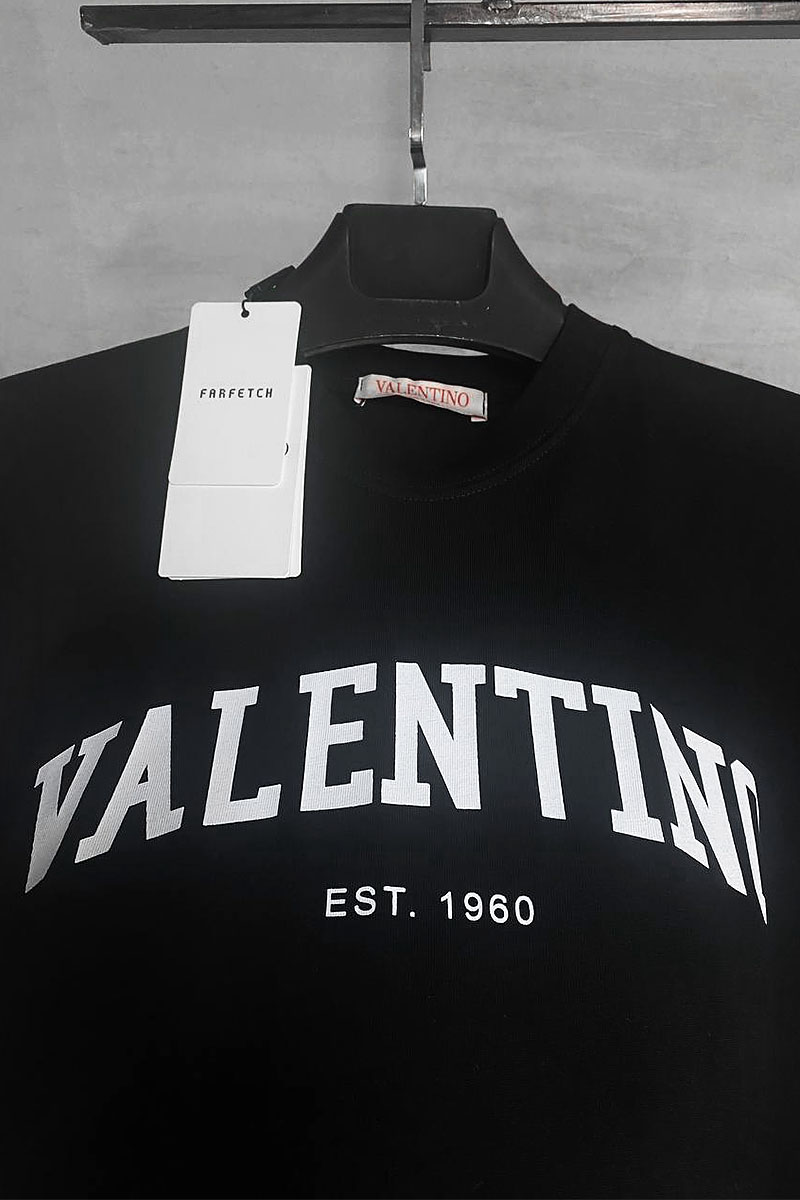 FARFETCH
VALENTINO
VALENTINO
EST. 1960